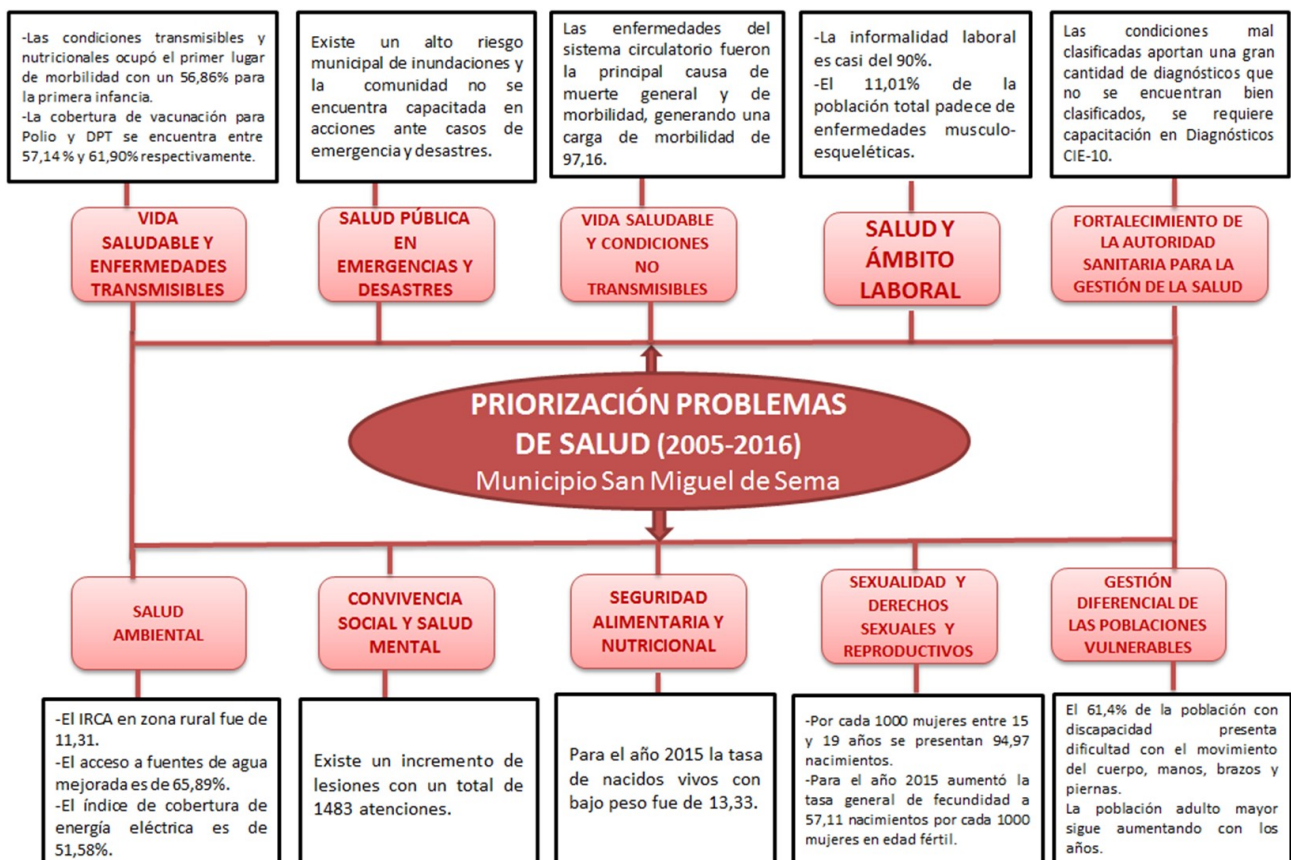 -Las condiciones transmisibles y
nutricionales ocupó el primer lugar
de morbilidad con un 56,86% para
la primera infancia.
-La cobertura de vacunación para
Polio y DPT se encuentra entre
57,14 % y 61,90% respectivamente.
Existe un alto riesgo
municipal de inundaciones y
la comunidad no se
encuentra capacitada en
acciones ante casos de
emergencia y desastres.
Las enfermedades del
sistema circulatorio fueron
la principal causa de
muerte general y de
morbilidad, generando una
carga de morbilidad de
97,16.
-La informalidad laboral
es casi del 90%.
-El 11,01% de la
población total padece de
enfermedades musculo-
esqueléticas.
Las condiciones mal
clasificadas aportan una gran
cantidad de diagnósticos que
no se encuentran bien
clasificados, se requiere
capacitación en Diagnósticos
CIE-10.
VIDA
SALUDABLE Y
ENFERMEDADES
TRANSMISIBLES
SALUD PÚBLICA
EN
EMERGENCIAS Y
DESASTRES
VIDA SALUDABLE
Y CONDICIONES
NO
TRANSMISIBLES
SALUD Y
ÁMBITO
LABORAL
FORTALECIMIENTO DE
LA AUTORIDAD
SANITARIA PARA LA
GESTIÓN DE LA SALUD
PRIORIZACIÓN PROBLEMAS
DE SALUD (2005-2016)
Municipio San Miguel de Sema
SALUD
AMBIENTAL
CONVIVENCIA
SOCIAL Y SALUD
MENTAL
SEGURIDAD
ALIMENTARIA Y
NUTRICIONAL
SEXUALIDAD Y
DERECHOS
SEXUALES Y
REPRODUCTIVOS
GESTIÓN
DIFERENCIAL DE
LAS POBLACIONES
VULNERABLES
-El IRCA en zona rural fue de
11,31.
-El acceso a fuentes de agua
mejorada es de 65,89%.
-El índice de cobertura de
energía eléctrica es de
51,58%.
Existe un incremento de
lesiones con un total de
1483 atenciones.
Para el año 2015 la tasa
de nacidos vivos con
bajo peso fue de 13,33.
-Por cada 1000 mujeres entre 15
y 19 años se presentan 94,97
nacimientos.
-Para el año 2015 aumentó la
tasa general de fecundidad a
57,11 nacimientos por cada 1000
mujeres en edad fértil.
El 61,4% de la población con
discapacidad presenta
dificultad con el movimiento
del cuerpo, manos, brazos y
piernas.
La población adulto mayor
sigue aumentando con los
años.